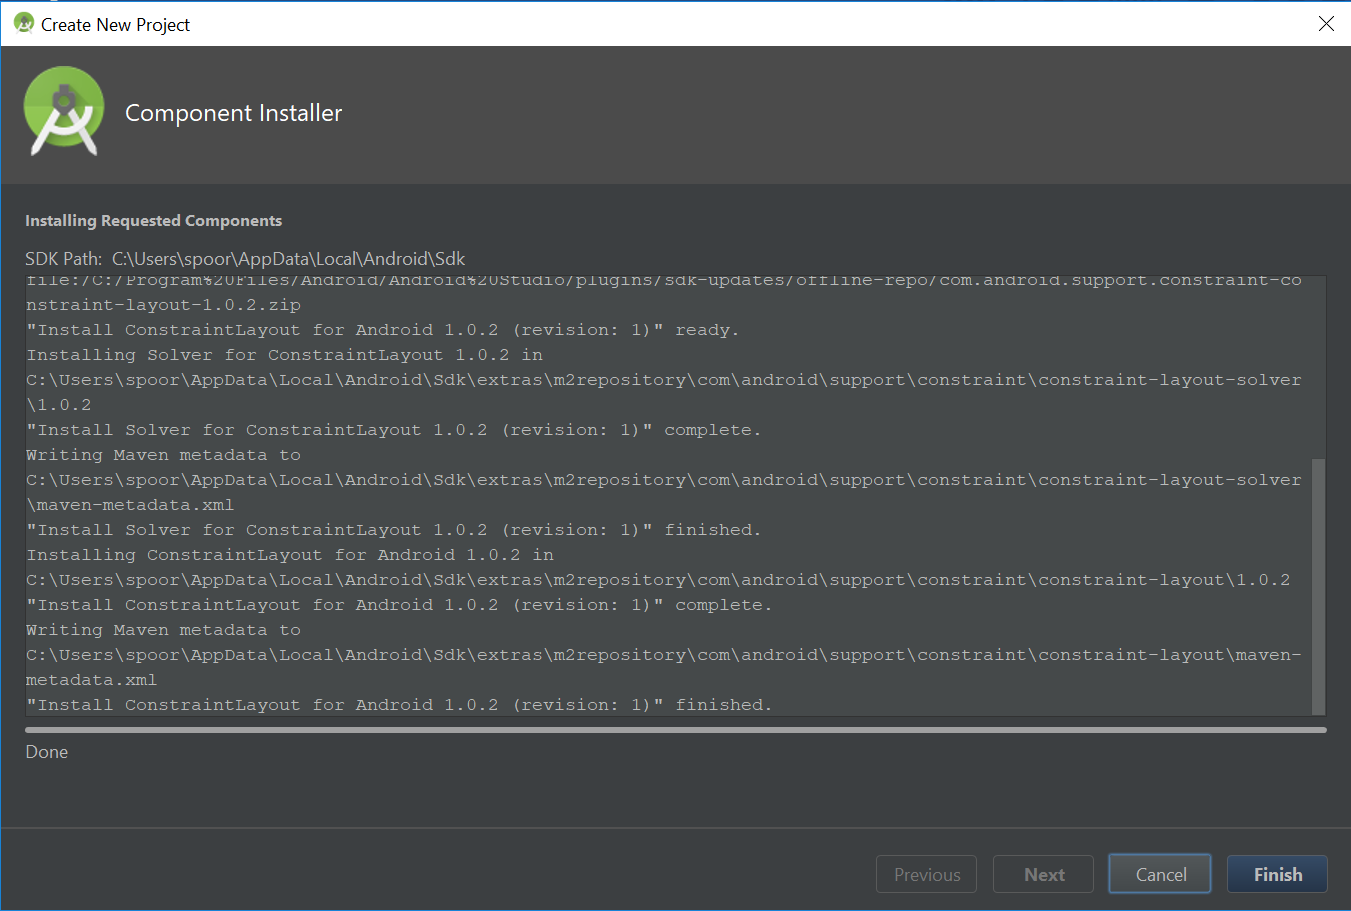 Create New Project
Component Installer
Installing Requested Components
SDK Path: C:\Users\spoor\AppData\Local\Android\Sdk
file:/C:/Program%20Files/Android/Android%20Studio/plugins/sdk-updates/offline-repo/com.android.support.constraint-co
nstraint-layout-1.0.2.zip
"Install ConstraintLayout for Android 1.0.2 (revision: 1)" ready.
Installing Solver for ConstraintLayout 1.0.2 in
C:\Users\spoor\AppData\Local\Android\Sdk\extras\m2repository\com\android\support\constraint\constraint-layout-solver
\1.0.2
"Install Solver for ConstraintLayout 1.0.2 (revision: 1)" complete.
Writing Maven metadata to
C:\Users\spoor\AppData\Local\Android\Sdk\extras\m2repository\com\android\support\constraint\constraint-layout-solver
\maven-metadata.xml
"Install Solver for ConstraintLayout 1.0.2 (revision: 1)" finished.
Installing ConstraintLayout for Android 1.0.2 in
C:\Users\spoor\AppData\Local\Android\Sdk\extras\m2repository\com\android\support\constraint\constraint-layout\1.0.2
"Install ConstraintLayout for Android 1.0.2 (revision: 1)" complete.
Writing Maven metadata to
C:\Users\spoor\AppData\Local\Android\Sdk\extras\m2repository\com\android\support\constraint\constraint-layout\maven-
metadata.xml
"Install ConstraintLayout for Android 1.0.2 (revision: 1)" finished.
Done
Previous Next Cancel Finish